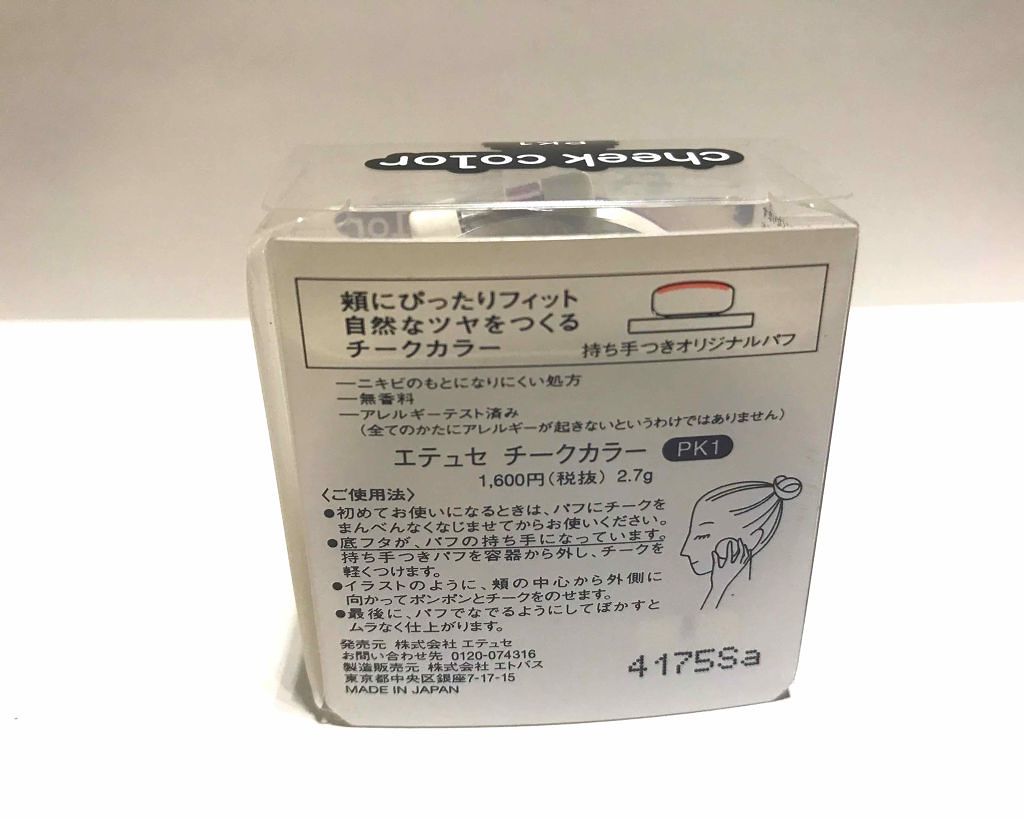 cheek color
PK1
頬にぴったりフィット
自然なツヤをつくる
チークカラー
持ち手つきオリジナルパフ
—ニキビのもとになりにくい処方
—無香料
—アレルギーテスト済み
(全てのかたにアレルギーが起きないというわけではありません)
エテュセ チークカラー PK1
1,600円(税抜) 2.7g
〈ご使用法〉
●初めてお使いになるときは、パフにチークを
まんべんなくなじませてからお使いください。
●底フタが、パフの持ち手になっています。
持ち手つきパフを容器から外し、チークを
軽くつけます。
●イラストのように、頬の中心から外側に
向かってポンポンとチークをのせます。
●最後に、パフでなでるようにしてぼかすと
ムラなく仕上がります。
発売元 株式会社 エテュセ
お問い合わせ先 0120-074316
製造販売元 株式会社 エトバス
東京都中央区銀座7-17-15
MADE IN JAPAN
4175Sa